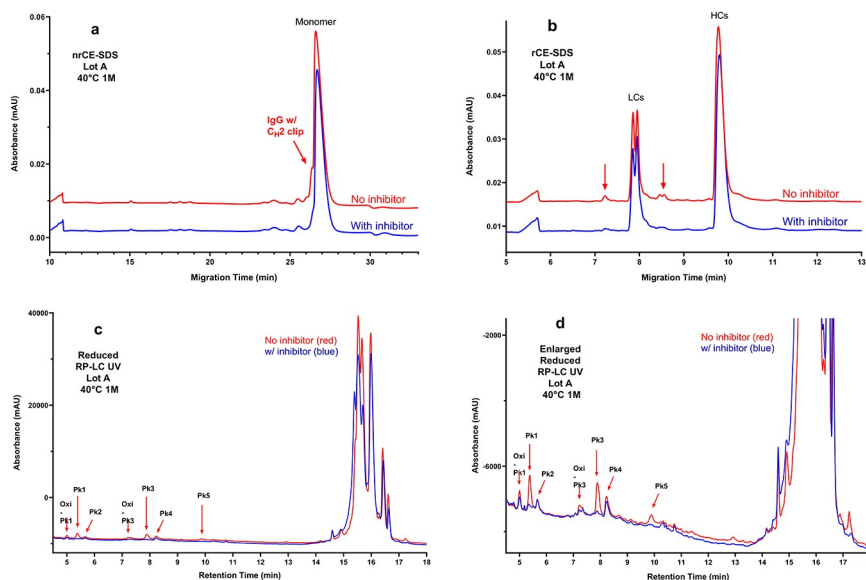 a
nrCE-SDS
Lot A
40°C 1M
Monomer
IgG w/
CH2 clip
No inhibitor
With inhibitor
Absorbance (mAU)
0.06
0.04
0.02
0.00
10
20
30
Migration Time (min)
b
rCE-SDS
Lot A
40°C 1M
LCs
HCs
No inhibitor
With inhibitor
Absorbance (mAU)
0.05
0.04
0.03
0.02
0.01
5
6
7
8
9
10
11
12
13
Migration Time (min)
c
Reduced
RP-LC UV
Lot A
40°C 1M
No inhibitor (red)
w/ inhibitor (blue)
Oxi
-
Pk1
Pk1
Pk2
Oxi
-
Pk3
Pk3
Pk4
Pk5
Absorbance (mAU)
40000
20000
0
5
6
7
8
9
10
11
12
13
14
15
16
17
18
Retention Time (min)
d
Enlarged
Reduced
RP-LC UV
Lot A
40°C 1M
No inhibitor (red)
w/ inhibitor (blue)
Oxi
-
Pk1
Pk1
Pk2
Oxi
-
Pk3
Pk3
Pk4
Pk5
Absorbance (mAU)
-2000
-6000
5
6
7
8
9
10
11
12
13
14
15
16
17
Retention Time (min)